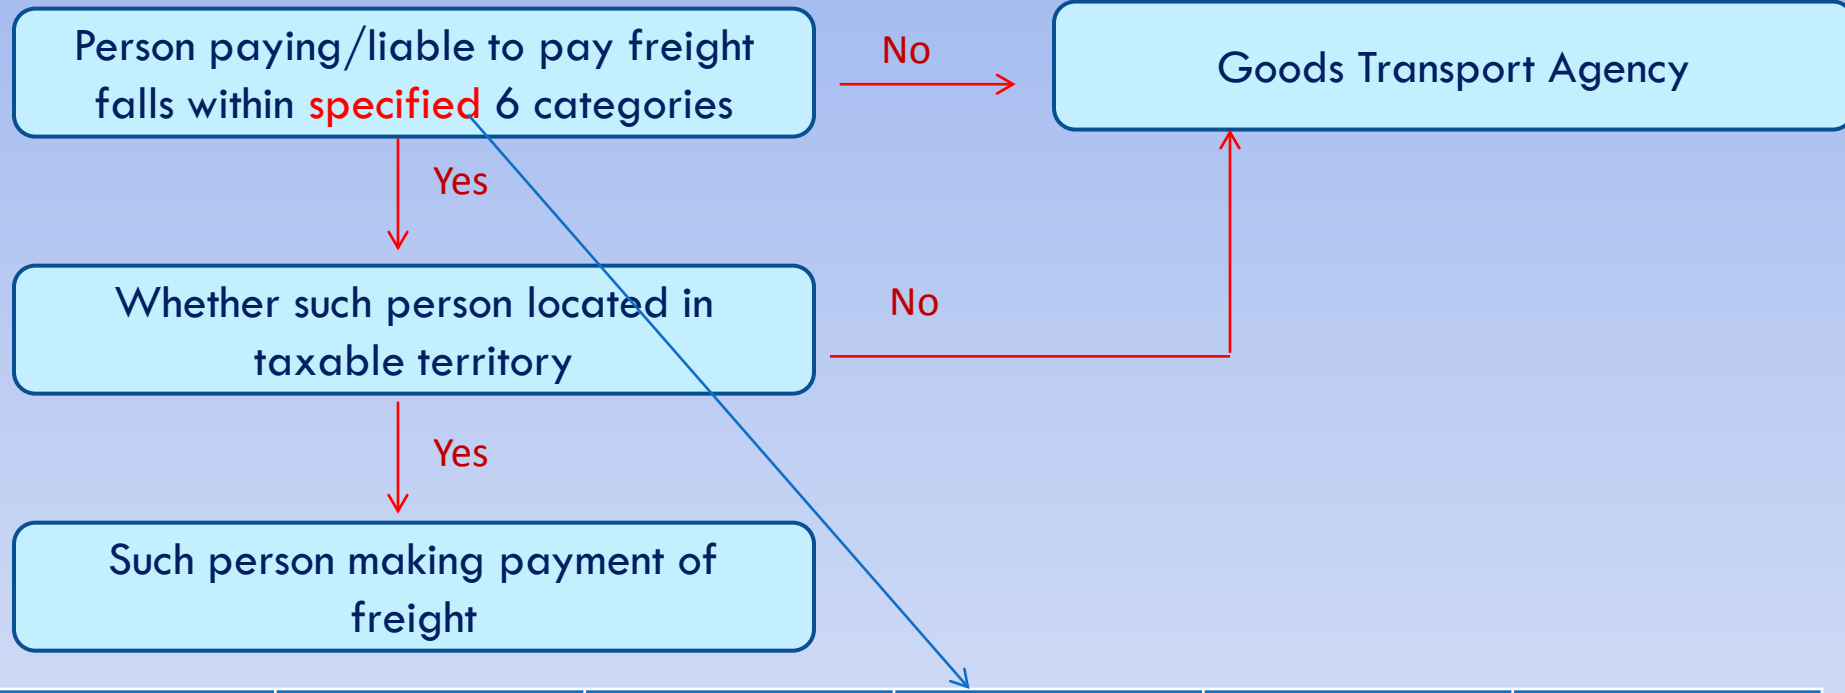 Person paying/liable to pay freight
falls within specified 6 categories
No
Goods Transport Agency
Yes
Whether such person located in
taxable territory
No
Yes
Such person making payment of
freight